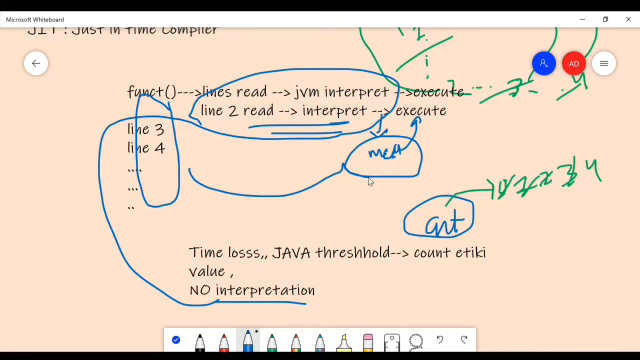 Microsoft Whiteboard
JIT : Just in Time Compiler
AD
funct()--->lines read --> jvm interpret -->execute
line 2 read --> interpret --> execute
line 3
line 4
....
...
..
cnt
4
Time losss,, JAVA threshhold--> count etiki
value ,
NO interpretation